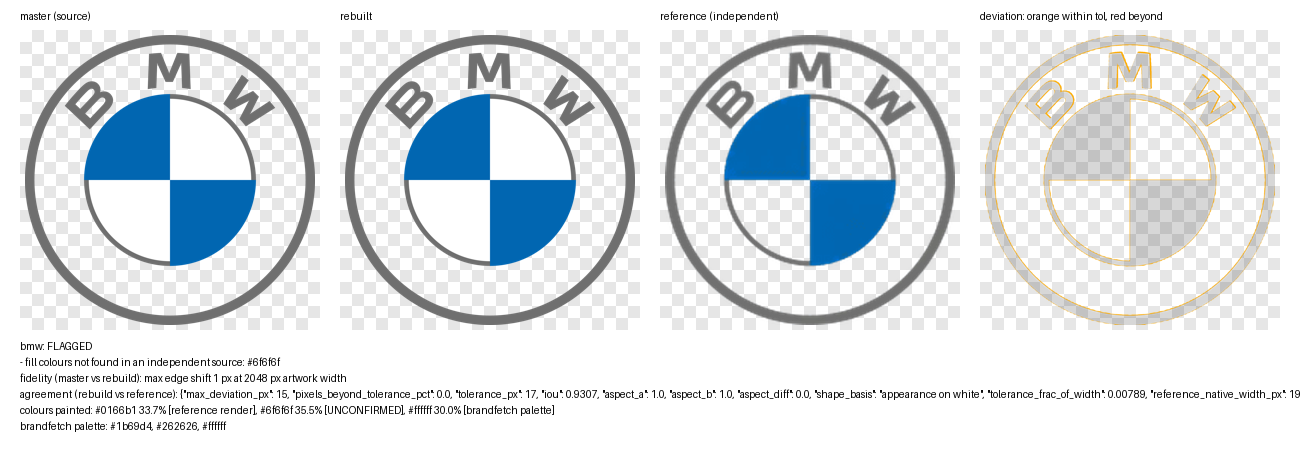 master (source) rebuilt reference (independent) deviation: orange within tol, red beyond
B M W B M W B M W B M W
bmw: FLAGGED
- fill colours not found in an independent source: #6f6f6f
fidelity (master vs rebuild): max edge shift 1 px at 2048 px artwork width
agreement (rebuild vs reference): {"max_deviation_px": 15, "pixels_beyond_tolerance_pct": 0.0, "tolerance_px": 17, "iou": 0.9307, "aspect_a": 1.0, "aspect_b": 1.0, "aspect_diff": 0.0, "shape_basis": "appearance on white", "tolerance_frac_of_width": 0.00789, "reference_native_width_px": 19
colours painted: #0166b1 33.7% [reference render], #6f6f6f 35.5% [UNCONFIRMED], #ffffff 30.0% [brandfetch palette]
brandfetch palette: #1b69d4, #262626, #ffffff